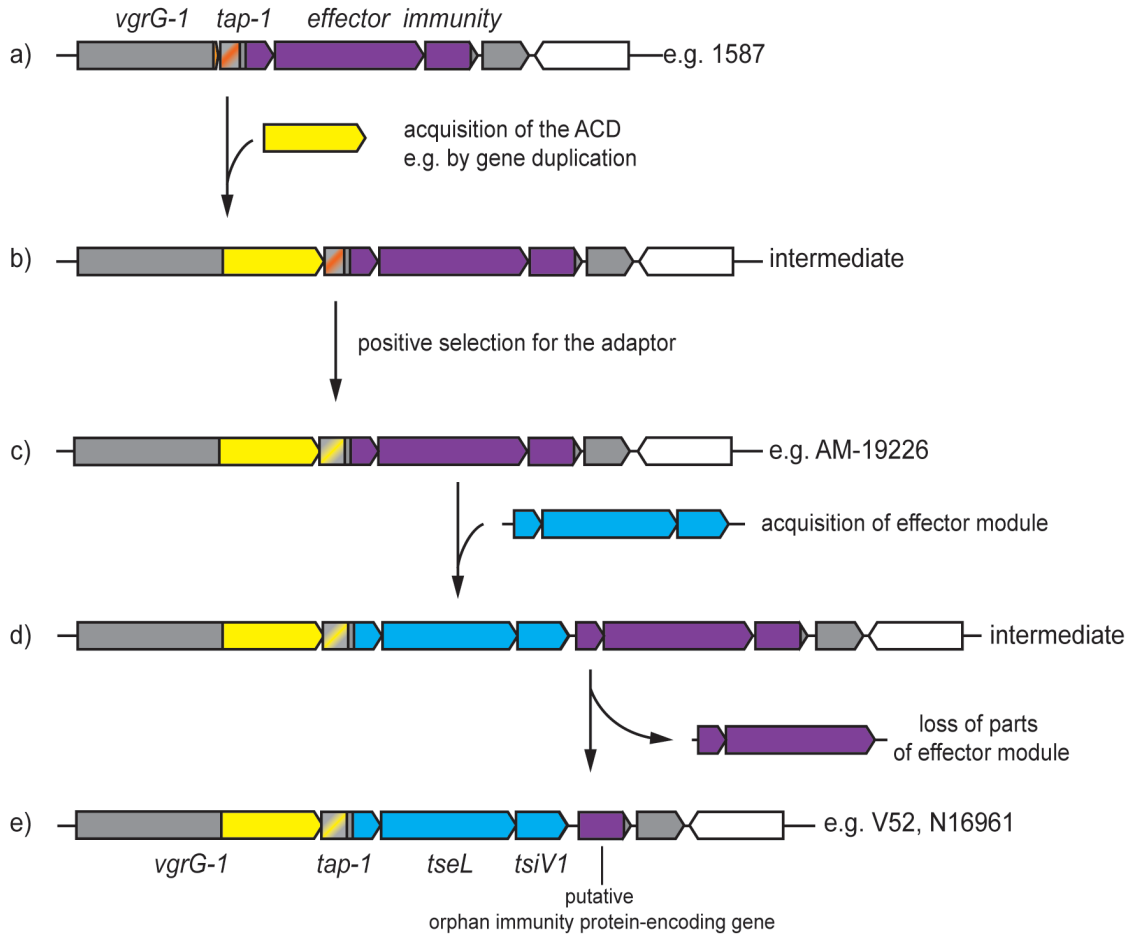 vgrG-1 tap-1 effector immunity
a) e.g. 1587
acquisition of the ACD
e.g. by gene duplication
b) intermediate
positive selection for the adaptor
c) e.g. AM-19226
acquisition of effector module
d) intermediate
loss of parts
of effector module
e) e.g. V52, N16961
vgrG-1 tap-1 tseL tsiV1
putative
orphan immunity protein-encoding gene